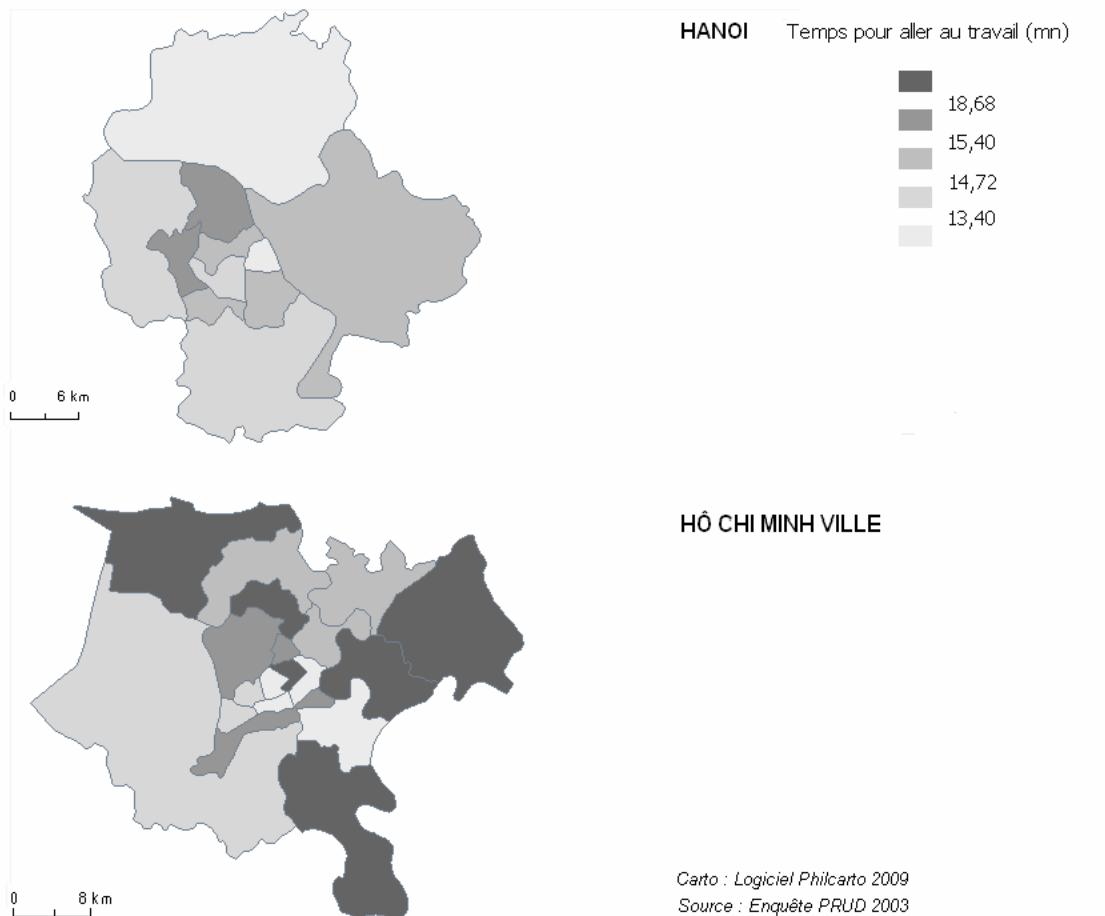 HANOI Temps pour aller au travail (mn)
18,68
15,40
14,72
13,40
0 6 km
HÔ CHI MINH VILLE
0 8 km
Carto : Logiciel Philcarto 2009
Source : Enquête PRUD 2003